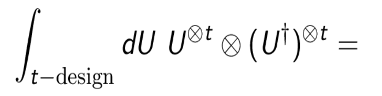 ∫_{t−design} dU U^{⊗t} ⊗ (U^†)^{⊗t} =